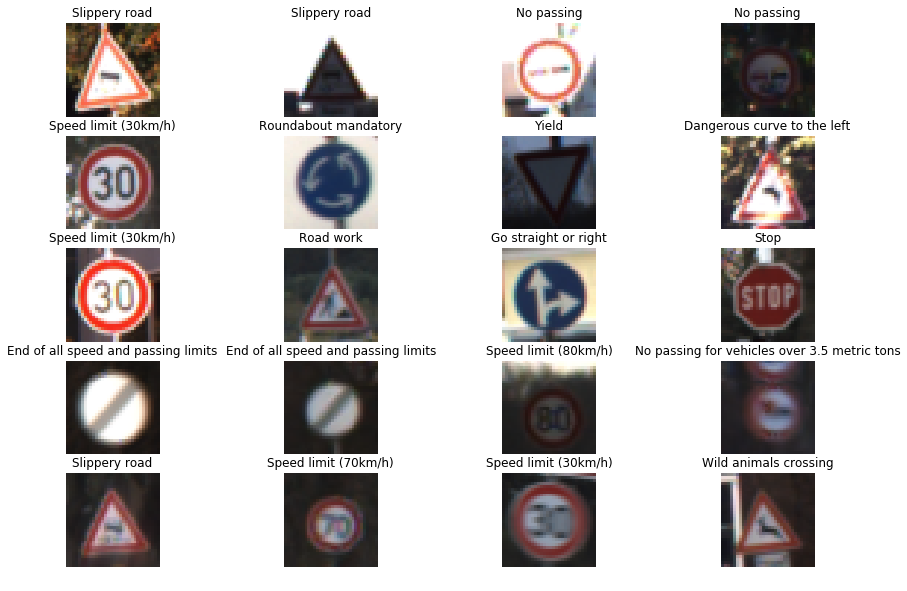 Slippery road
Slippery road
No passing
No passing
Speed limit (30km/h)
Roundabout mandatory
Yield
Dangerous curve to the left
30
Speed limit (30km/h)
Road work
Go straight or right
Stop
30
STOP
End of all speed and passing limits
End of all speed and passing limits
Speed limit (80km/h)
No passing for vehicles over 3.5 metric tons
80
Slippery road
Speed limit (70km/h)
Speed limit (30km/h)
Wild animals crossing
70
30